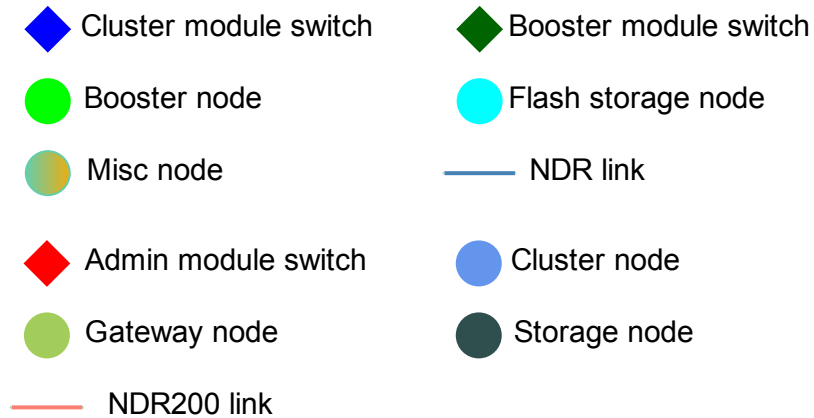 Cluster module switch
Booster module switch
Booster node
Flash storage node
Misc node
NDR link
Admin module switch
Cluster node
Gateway node
Storage node
NDR200 link